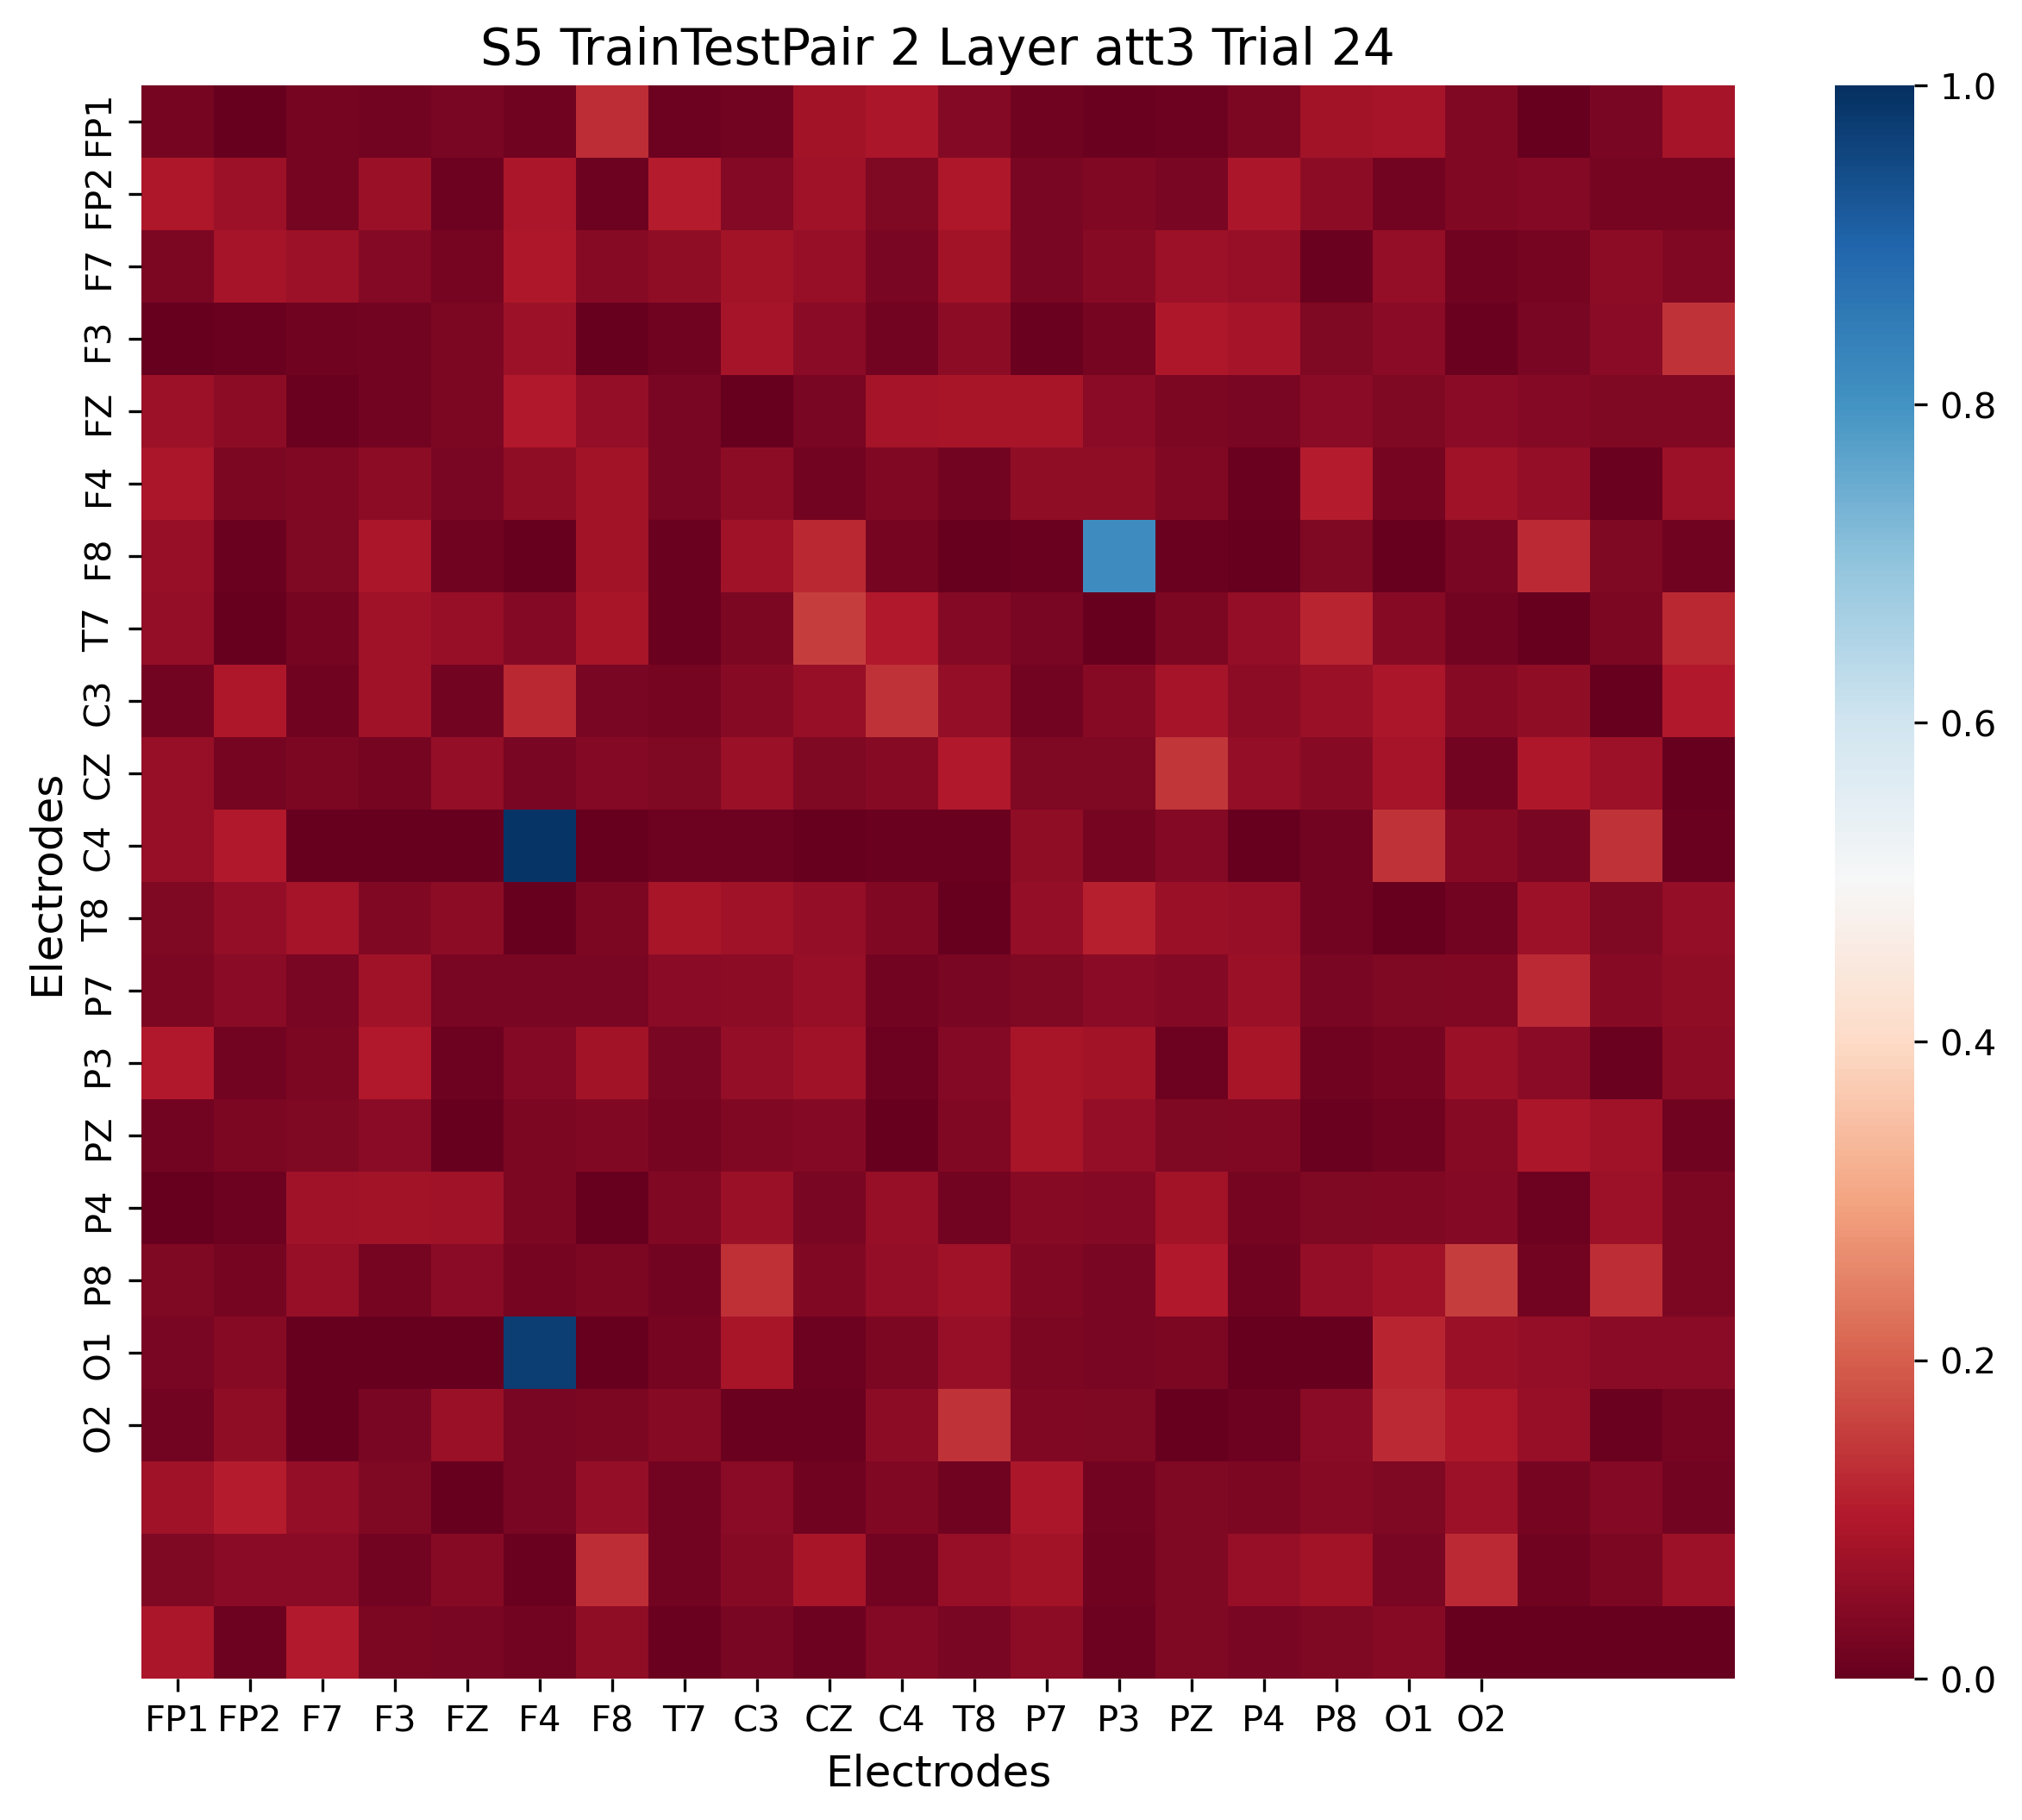 S5 TrainTestPair 2 Layer att3 Trial 24
Electrodes
FP1
FP2
F7
F3
FZ
F4
F8
T7
C3
CZ
C4
T8
P7
P3
PZ
P4
P8
O1
O2
FP1 FP2 F7 F3 FZ F4 F8 T7 C3 CZ C4 T8 P7 P3 PZ P4 P8 O1 O2
Electrodes
1.0
0.8
0.6
0.4
0.2
0.0